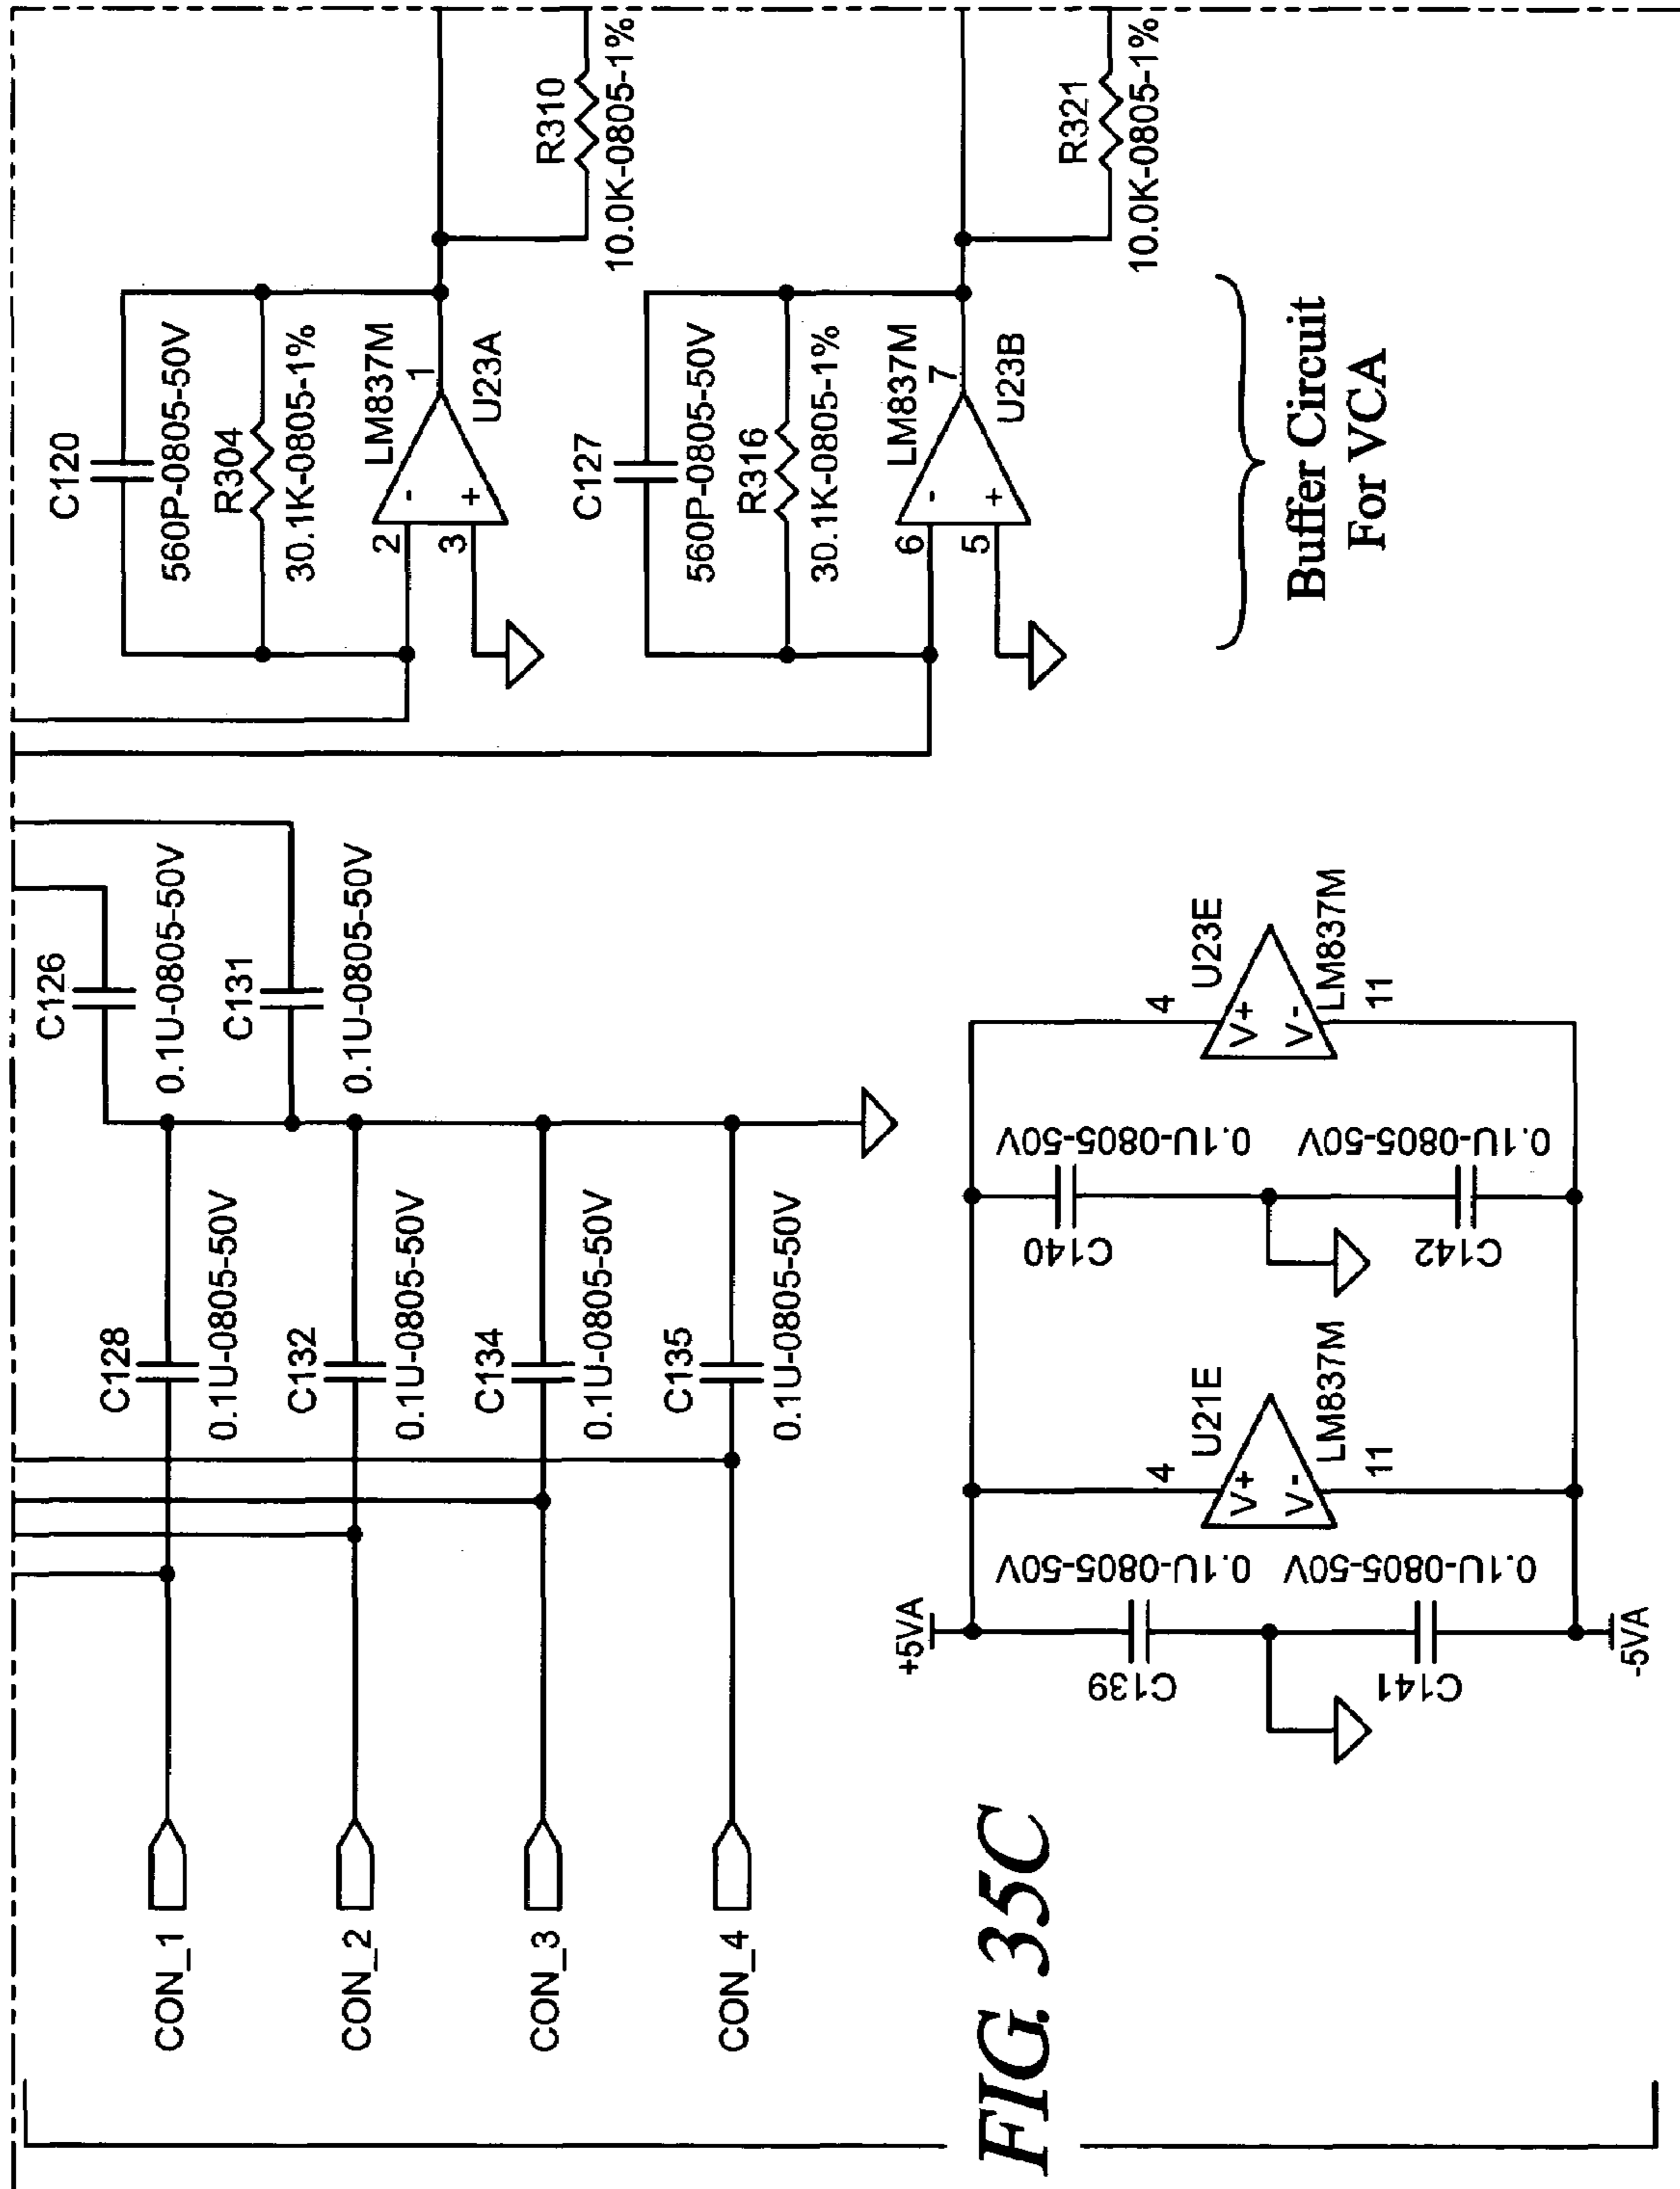 C120
560P-0805-50V
R304
30.1K-0805-1%
LM837M
2
-
1
3
+
U23A
R310
10.0K-0805-1%
C127
560P-0805-50V
R316
30.1K-0805-1%
LM837M
6
-
7
5
+
U23B
R321
10.0K-0805-1%
Buffer Circuit
For VCA
C126
0.1U-0805-50V
C131
0.1U-0805-50V
C128
0.1U-0805-50V
C132
0.1U-0805-50V
C134
0.1U-0805-50V
C135
0.1U-0805-50V
CON_1
CON_2
CON_3
CON_4
+5VA
C139
0.1U-0805-50V
C141
0.1U-0805-50V
-5VA
4
U21E
V+
V-
LM837M
11
C140
0.1U-0805-50V
C142
0.1U-0805-50V
4
U23E
V+
V-
LM837M
11
FIG. 35C